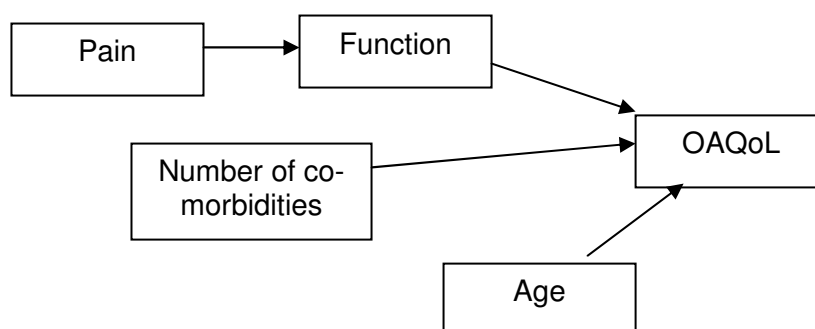 Pain
Function
OAQoL
Number of co-
morbidities
Age